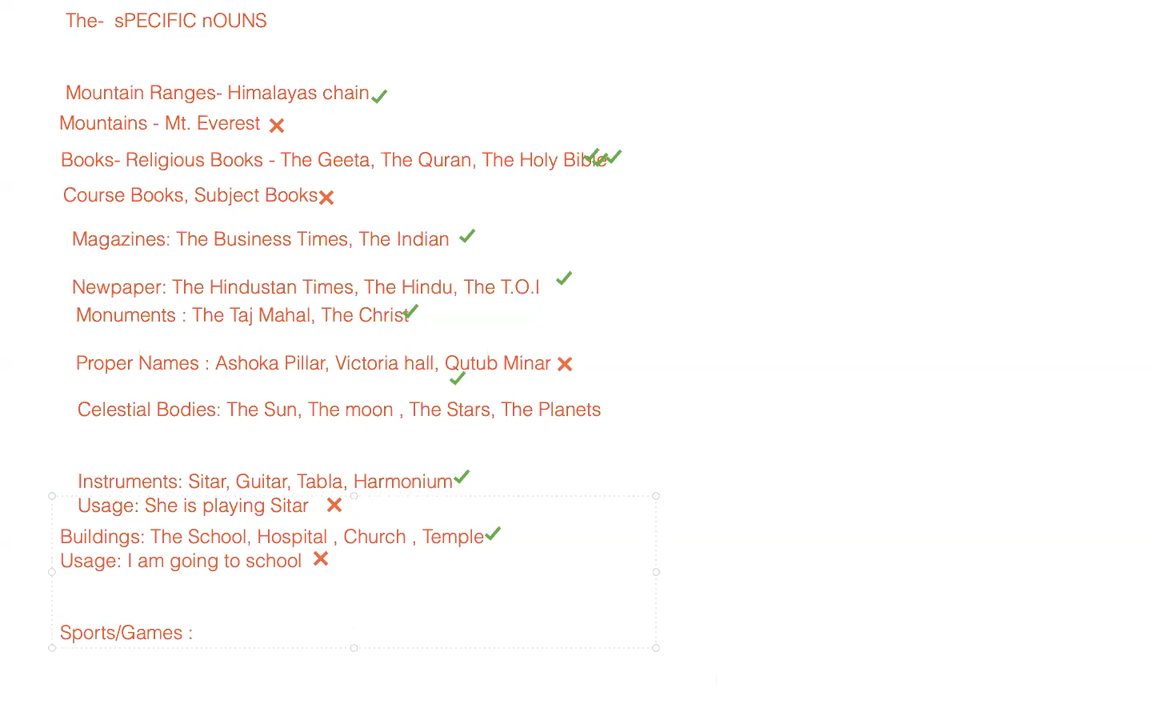 The-  sPECIFIC nOUNS
Mountain Ranges- Himalayas chain
Mountains - Mt. Everest
Books- Religious Books - The Geeta, The Quran, The Holy Bible
Course Books, Subject Books
Magazines: The Business Times, The Indian
Newpaper: The Hindustan Times, The Hindu, The T.O.I
Monuments : The Taj Mahal, The Christ
Proper Names : Ashoka Pillar, Victoria hall, Qutub Minar
Celestial Bodies: The Sun, The moon , The Stars, The Planets
Instruments: Sitar, Guitar, Tabla, Harmonium
Usage: She is playing Sitar
Buildings: The School, Hospital , Church , Temple
Usage: I am going to school
Sports/Games :